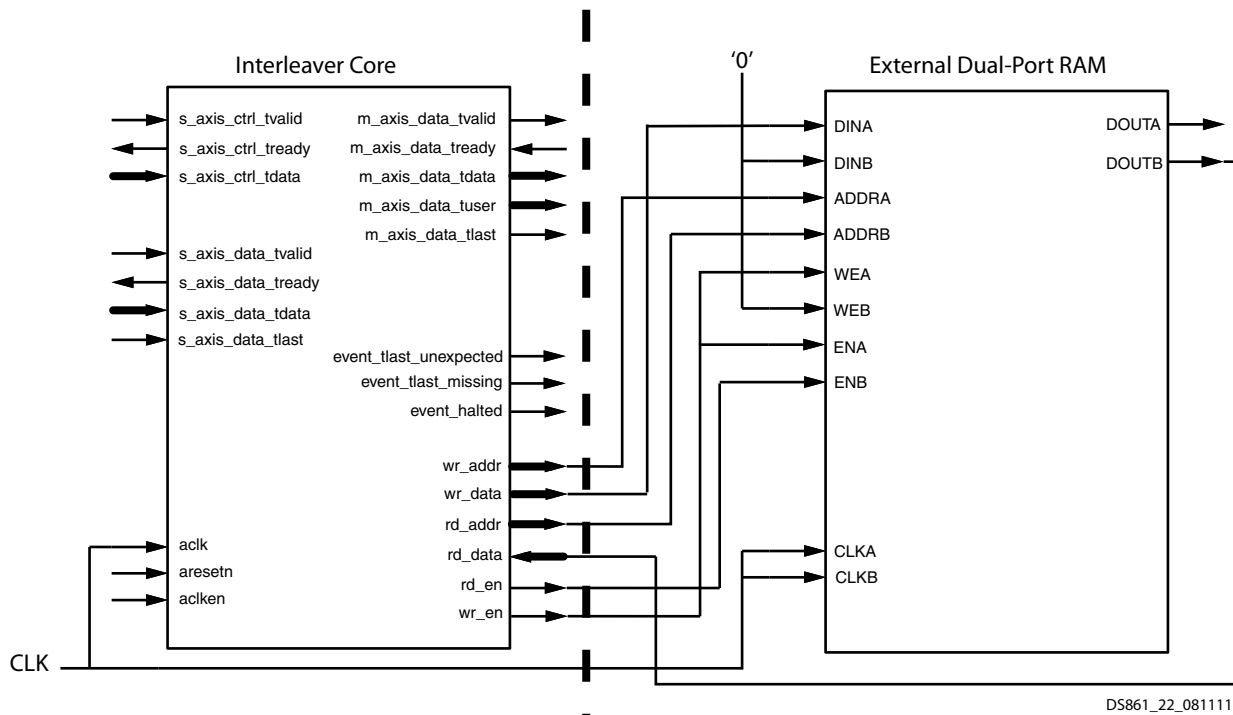 Interleaver Core
s_axis_ctrl_tvalid
s_axis_ctrl_tready
s_axis_ctrl_tdata
s_axis_data_tvalid
s_axis_data_tready
s_axis_data_tdata
s_axis_data_tlast
aclk
aresetn
aclken
m_axis_data_tvalid
m_axis_data_tready
m_axis_data_tdata
m_axis_data_tuser
m_axis_data_tlast
event_tlast_unexpected
event_tlast_missing
event_halted
wr_addr
wr_data
rd_addr
rd_data
rd_en
wr_en
CLK
'0'
External Dual-Port RAM
DINA
DINB
ADDRA
ADDRB
WEA
WEB
ENA
ENB
CLKA
CLKB
DOUTA
DOUTB
DS861_22_081111